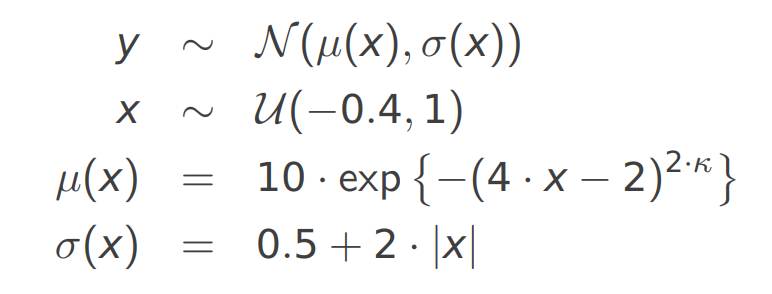 y ∼ 𝒩(μ(x), σ(x))
x ∼ 𝒰(−0.4, 1)
μ(x) = 10 · exp {−(4 · x − 2)^{2·κ}}
σ(x) = 0.5 + 2 · |x|